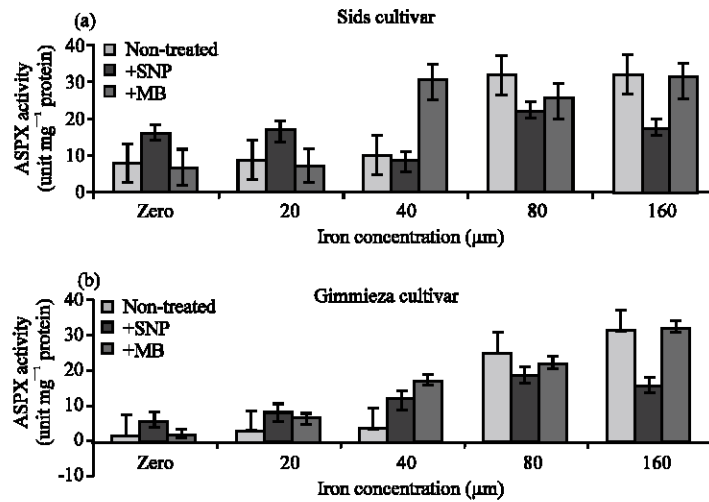 (a)
Sids cultivar
Non-treated
+SNP
+MB
ASPX activity
(unit mg⁻¹ protein)
40
30
20
10
0
Zero 20 40 80 160
Iron concentration (μm)
(b)
Gimmieza cultivar
Non-treated
+SNP
+MB
ASPX activity
(unit mg⁻¹ protein)
40
30
20
10
0
-10
Zero 20 40 80 160
Iron concentration (μm)